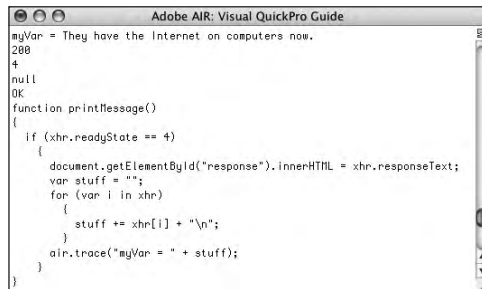 Adobe AIR: Visual QuickPro Guide
myVar = They have the Internet on computers now.
200
4
null
OK
function printMessage()
{
if (xhr.readyState == 4)
{
document.getElementById("response").innerHTML = xhr.responseText;
var stuff = "";
for (var i in xhr)
{
stuff += xhr[i] + "\n";
}
air.trace("myVar = " + stuff);
}
}